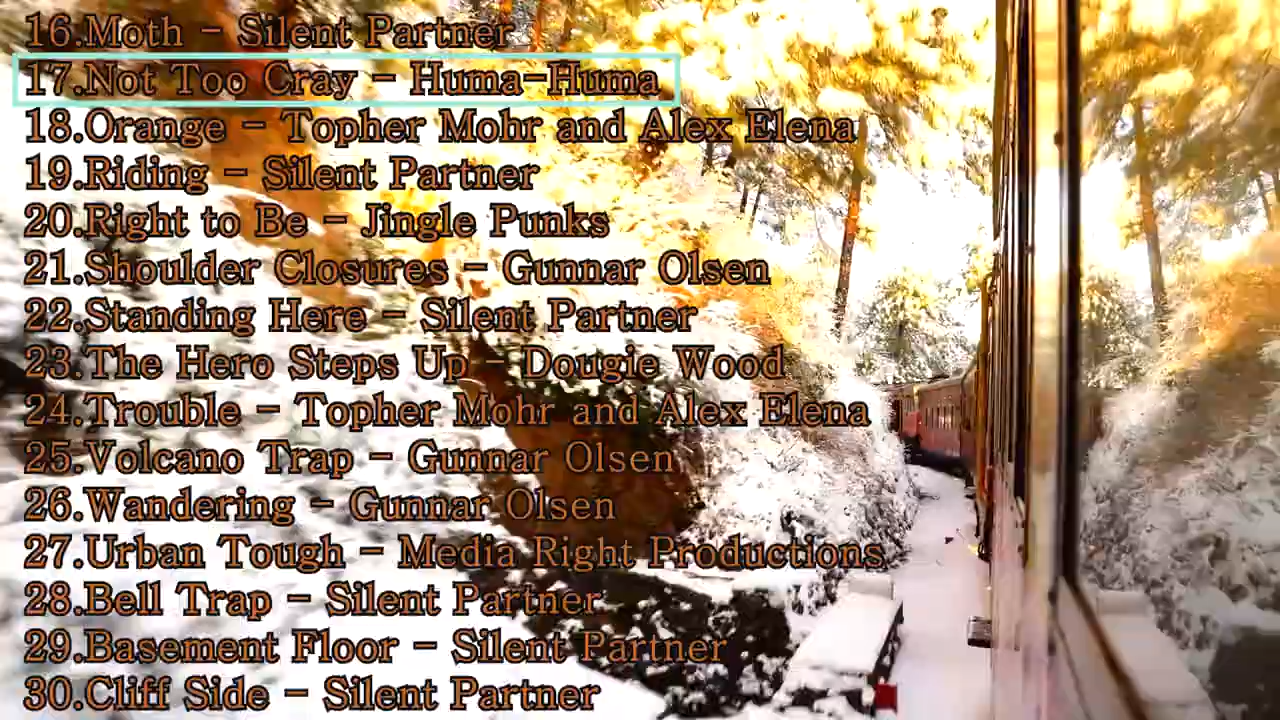 16.Moth - Silent Partner
17.Not Too Cray - Huma-Huma
18.Orange - Topher Mohr and Alex Elena
19.Riding - Silent Partner
20.Right to Be - Jingle Punks
21.Shoulder Closures - Gunnar Olsen
22.Standing Here - Silent Partner
23.The Hero Steps Up - Dougie Wood
24.Trouble - Topher Mohr and Alex Elena
25.Volcano Trap - Gunnar Olsen
26.Wandering - Gunnar Olsen
27.Urban Tough - Media Right Productions
28.Bell Trap - Silent Partner
29.Basement Floor - Silent Partner
30.Cliff Side - Silent Partner